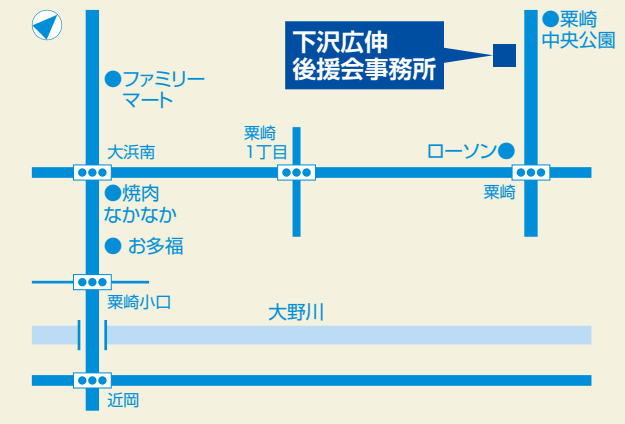 下沢広伸
後援会事務所
粟崎
中央公園
ファミリー
マート
粟崎
1丁目
大浜南
ローソン
粟崎
焼肉
なかなか
お多福
粟崎小口
大野川
近岡